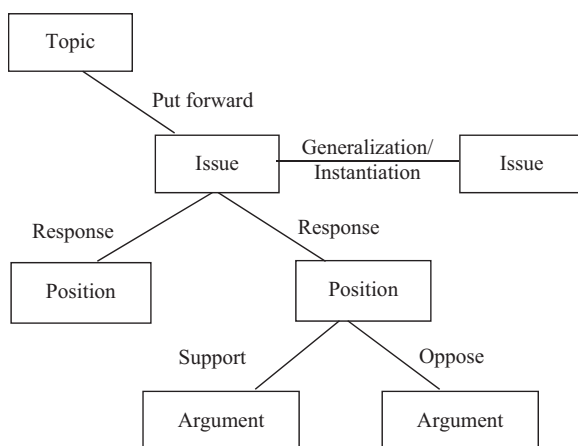 Topic
Put forward
Issue
Generalization/
Instantiation
Issue
Response
Response
Position
Position
Support
Oppose
Argument
Argument